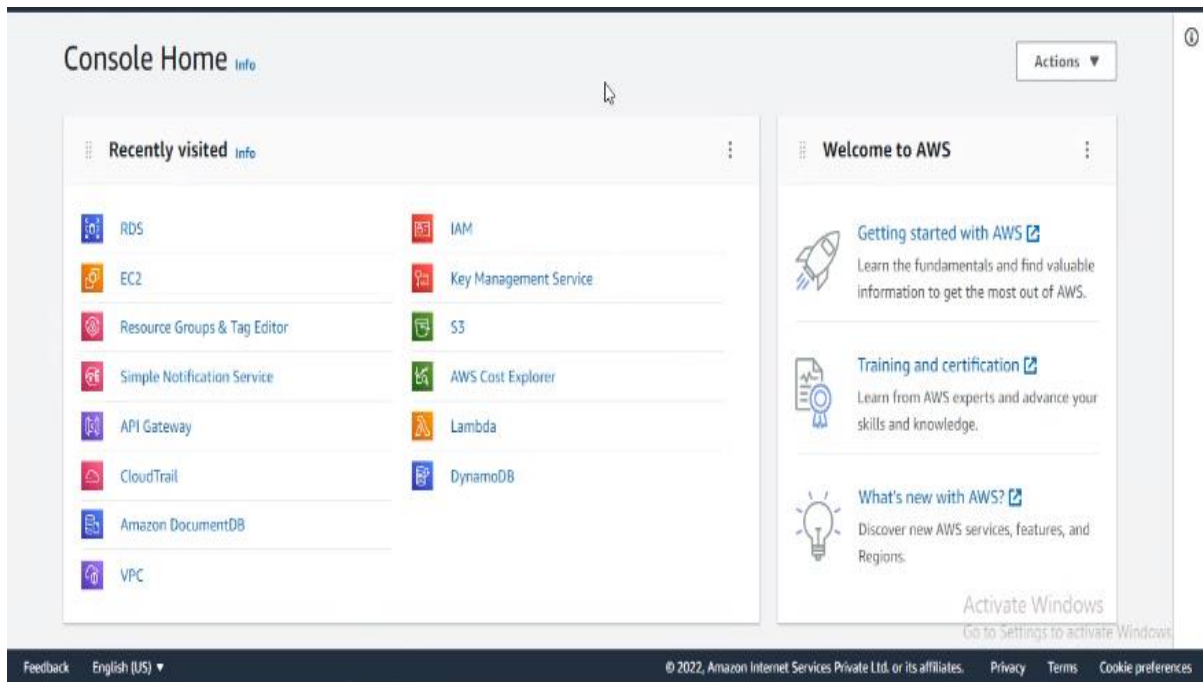 Console Home Info
Actions ▼
Recently visited Info
RDS
EC2
Resource Groups & Tag Editor
Simple Notification Service
API Gateway
CloudTrail
Amazon DocumentDB
VPC
IAM
Key Management Service
S3
AWS Cost Explorer
Lambda
DynamoDB
Welcome to AWS
Getting started with AWS
Learn the fundamentals and find valuable
information to get the most out of AWS.
Training and certification
Learn from AWS experts and advance your
skills and knowledge.
What's new with AWS?
Discover new AWS services, features, and
Regions.
Activate Windows
Go to Settings to activate Windows.
Feedback English (US) ▼ © 2022, Amazon Internet Services Private Ltd. or its affiliates. Privacy Terms Cookie preferences